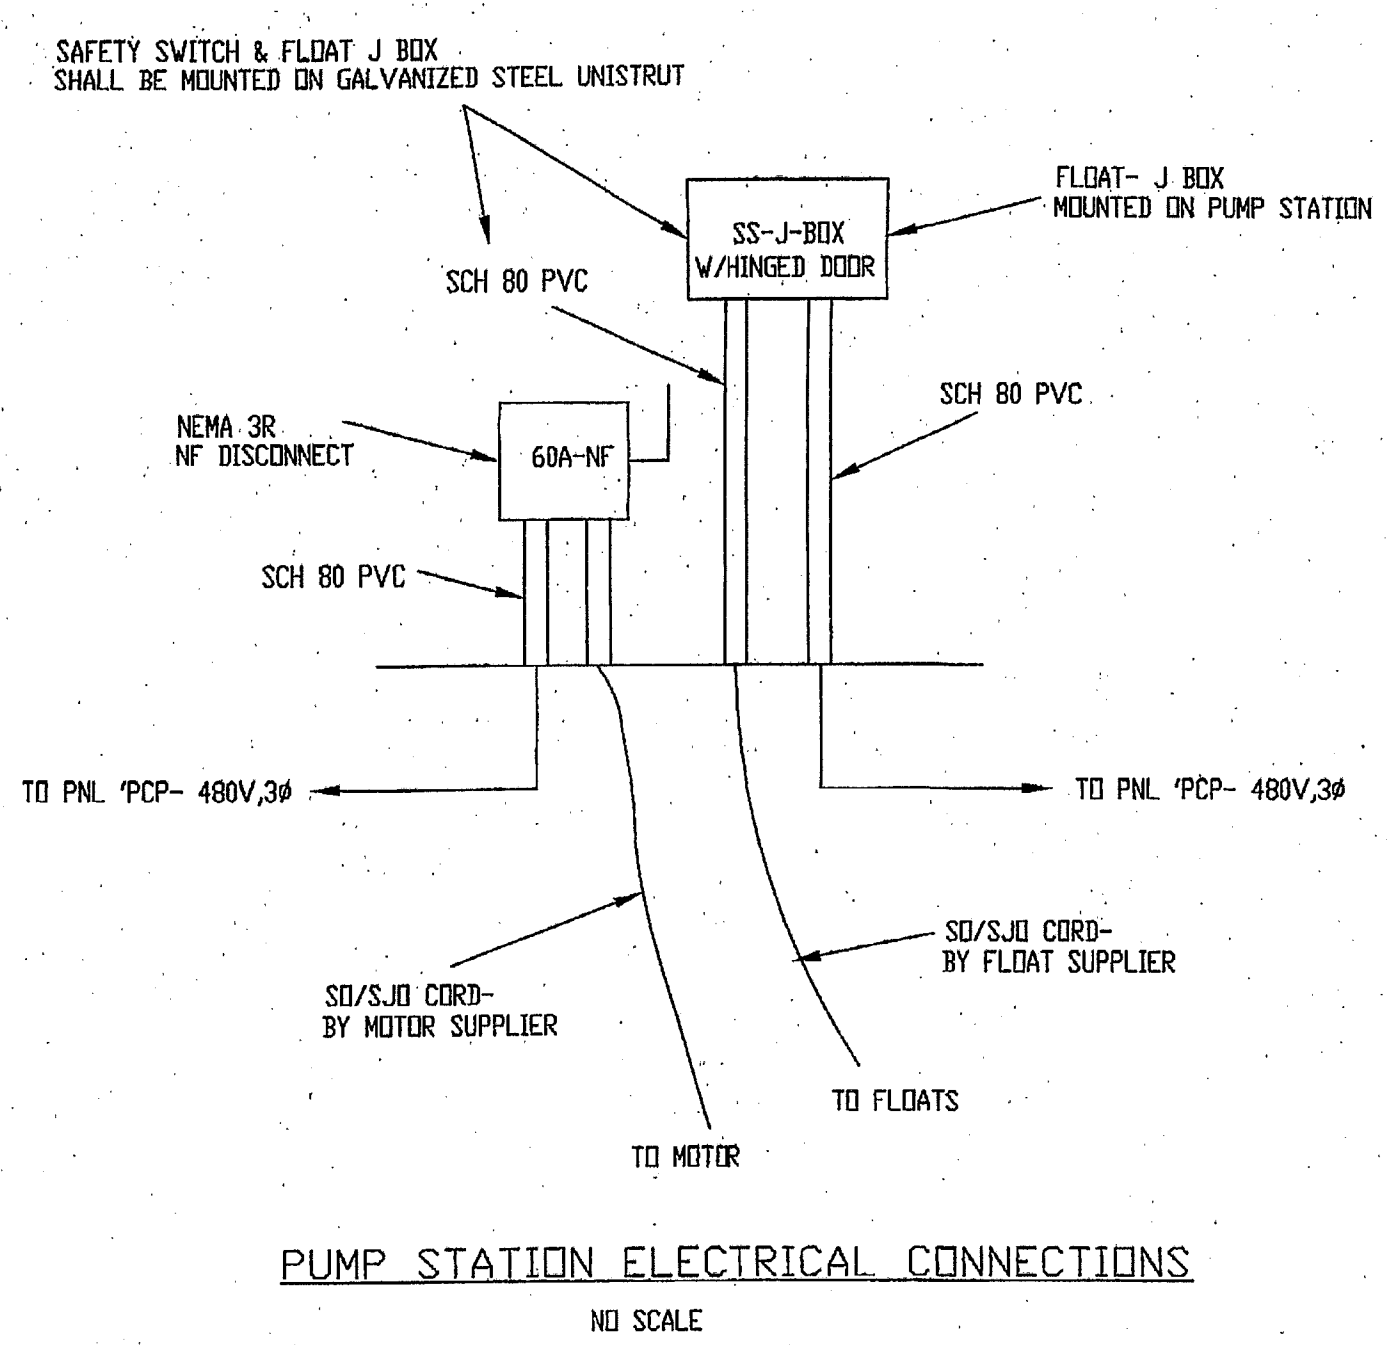 SAFETY SWITCH & FLOAT J BOX
SHALL BE MOUNTED ON GALVANIZED STEEL UNISTRUT
FLOAT- J BOX
MOUNTED ON PUMP STATION
SS-J-BOX
W/HINGED DOOR
SCH 80 PVC
SCH 80 PVC
NEMA 3R
NF DISCONNECT
60A-NF
SCH 80 PVC
TO PNL 'PCP- 480V,3ø
TO PNL 'PCP- 480V,3ø
SO/SJO CORD-
BY FLOAT SUPPLIER
SO/SJO CORD-
BY MOTOR SUPPLIER
TO FLOATS
TO MOTOR
PUMP STATION ELECTRICAL CONNECTIONS
NO SCALE